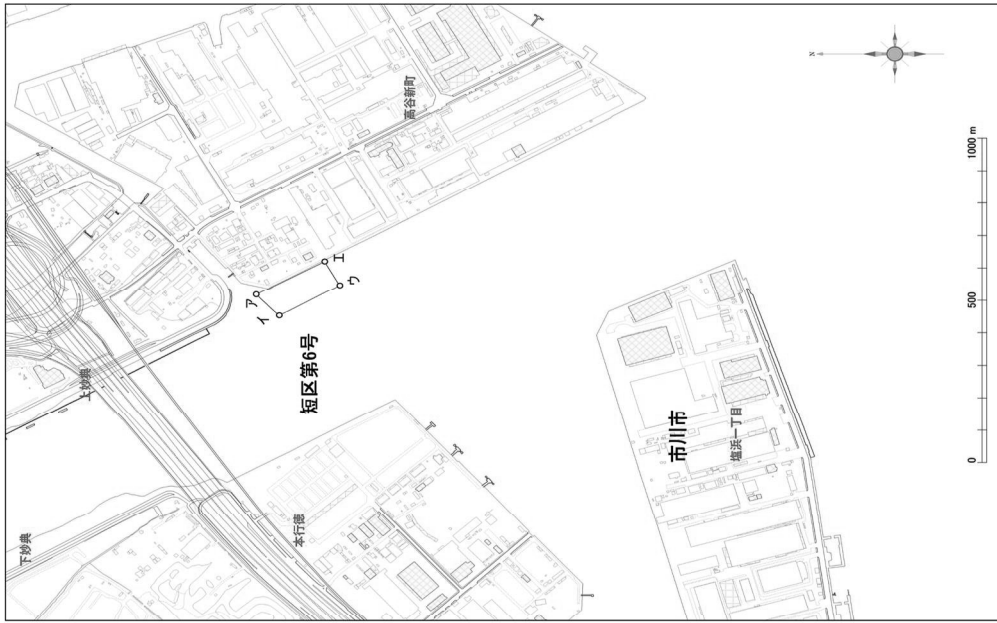 高谷新町
上妙典
ア
イ
ウ
エ
短区第6号
下妙典
本行徳
市川市
塩浜一丁目
N
0 500 1000 m